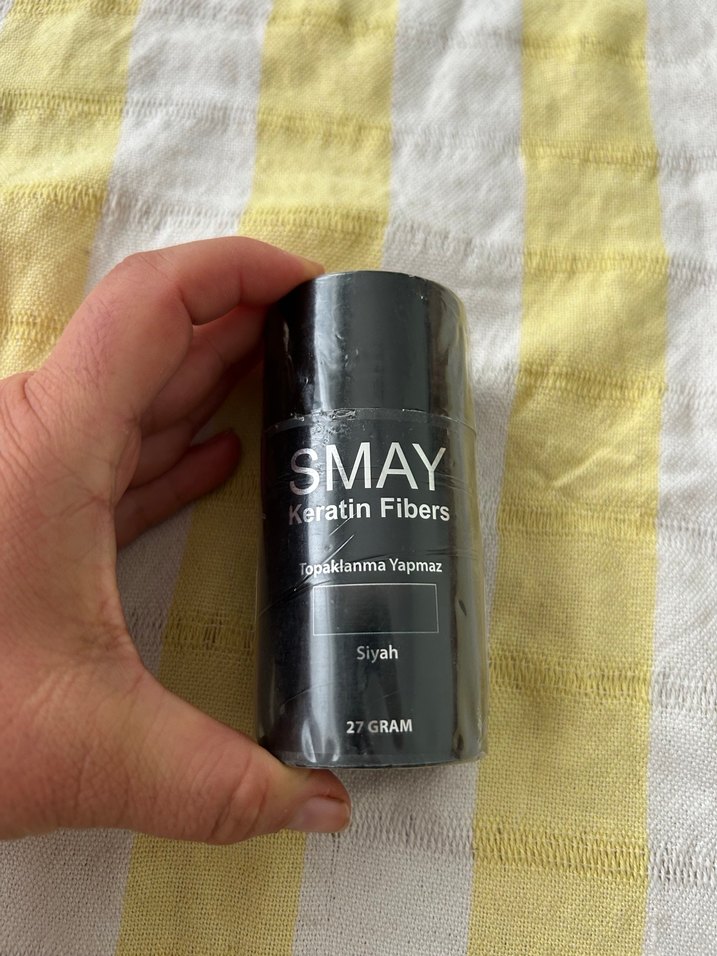 SMAY
Keratin Fibers
Topaklanma Yapmaz
Siyah
27 GRAM